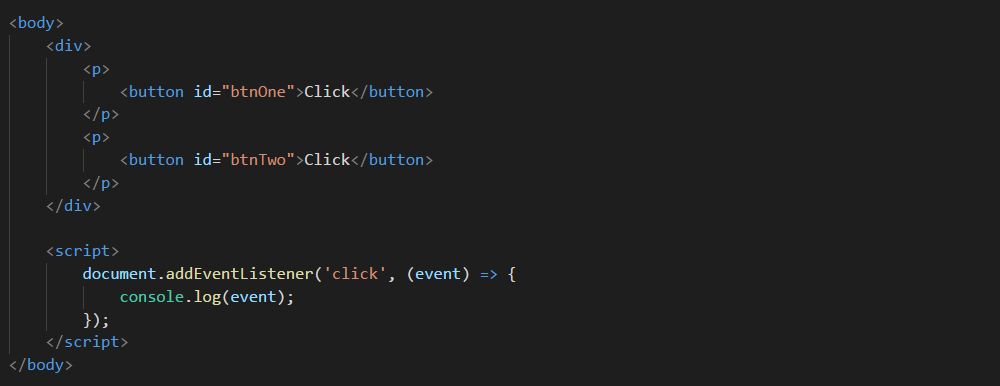 <body>
    <div>
        <p>
            <button id="btnOne">Click</button>
        </p>
        <p>
            <button id="btnTwo">Click</button>
        </p>
    </div>

    <script>
        document.addEventListener('click', (event) => {
            console.log(event);
        });
    </script>
</body>